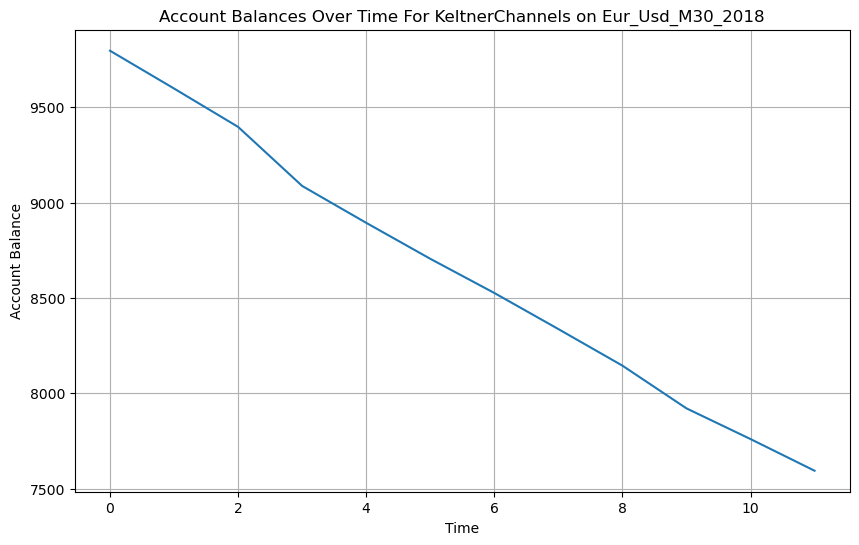 Account Balances Over Time For KeltnerChannels on Eur_Usd_M30_2018
Account Balance
9500
9000
8500
8000
7500
0 2 4 6 8 10
Time